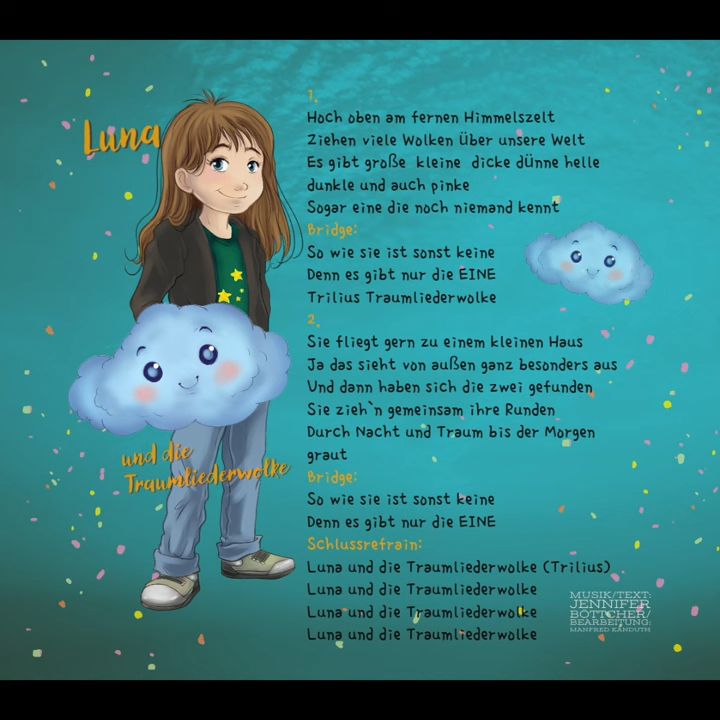 Luna
und die
Traumliederwolke
1.
Hoch oben am fernen Himmelszelt
Ziehen viele Wolken über unsere Welt
Es gibt große kleine dicke dünne helle
dunkle und auch pinke
Sogar eine die noch niemand kennt
Bridge:
So wie sie ist sonst keine
Denn es gibt nur die EINE
Trilius Traumliederwolke
2.
Sie fliegt gern zu einem kleinen Haus
Ja das sieht von außen ganz besonders aus
Und dann haben sich die zwei gefunden
Sie zieh`n gemeinsam ihre Runden
Durch Nacht und Traum bis der Morgen
graut
Bridge:
So wie sie ist sonst keine
Denn es gibt nur die EINE
Schlussrefrain:
Luna und die Traumliederwolke (Trilius)
Luna und die Traumliederwolke
Luna und die Traumliederwolke
Luna und die Traumliederwolke
MUSIK/TEXT:
JENNIFER
BÖTTCHER/
BEARBEITUNG:
MANFRED KANDUTH